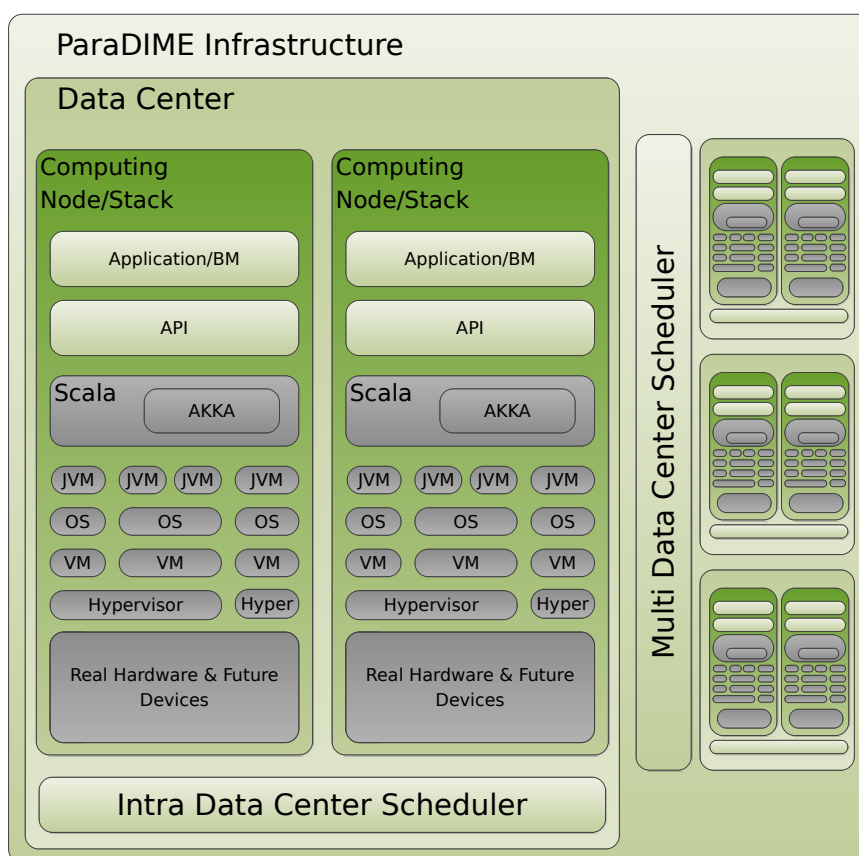 ParaDIME Infrastructure
Data Center
Computing
Node/Stack
Application/BM
API
Scala
AKKA
JVM JVM JVM JVM
OS OS OS
VM VM VM
Hypervisor Hyper
Real Hardware & Future
Devices
Computing
Node/Stack
Application/BM
API
Scala
AKKA
JVM JVM JVM JVM
OS OS OS
VM VM VM
Hypervisor Hyper
Real Hardware & Future
Devices
Intra Data Center Scheduler
Multi Data Center Scheduler